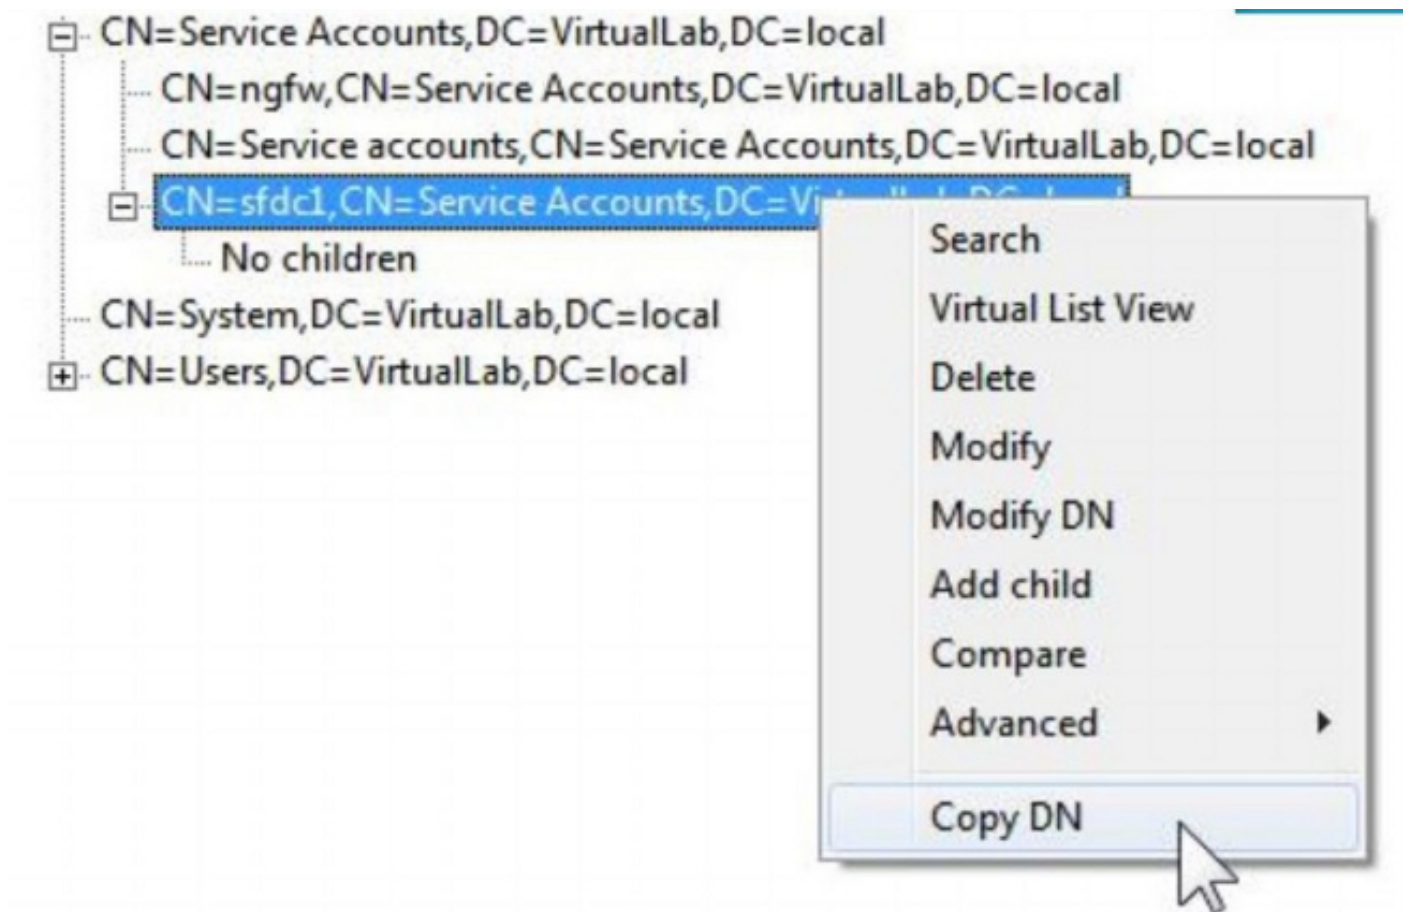 CN=Service Accounts,DC=VirtualLab,DC=local
CN=ngfw,CN=Service Accounts,DC=VirtualLab,DC=local
CN=Service accounts,CN=Service Accounts,DC=VirtualLab,DC=local
CN=sfdc1,CN=Service Accounts,DC=
No children
CN=System,DC=VirtualLab,DC=local
CN=Users,DC=VirtualLab,DC=local
Search
Virtual List View
Delete
Modify
Modify DN
Add child
Compare
Advanced
Copy DN